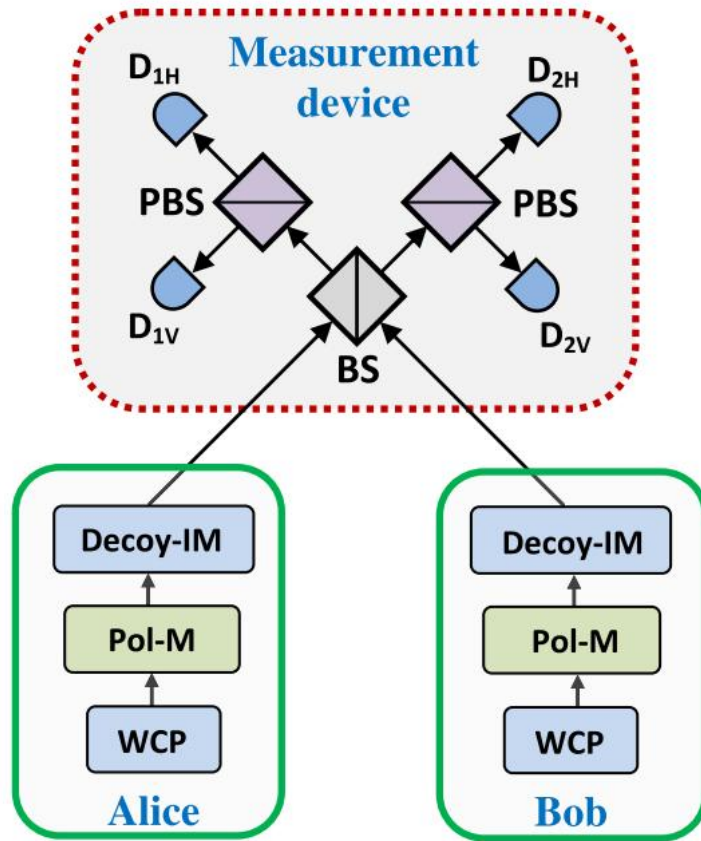 Measurement
device
D1H
D2H
PBS
PBS
D1V
D2V
BS
Decoy-IM
Pol-M
WCP
Alice
Decoy-IM
Pol-M
WCP
Bob